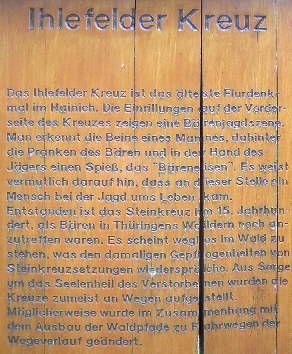 Ihlefelder Kreuz
Das Ihlefelder Kreuz ist das älteste Flurdenk-
mal im Hainich. Die Einrillungen auf der Vorder-
seite des Kreuzes zeigen eine Bärenjagdszene.
Man erkennt die Beine eines Mannes, dahinter
die Pranken des Bären und in der Hand des
Jägers einen Spieß, das "Bäreneisen". Es weist
vermutlich darauf hin, dass an dieser Stelle ein
Mensch bei der Jagd ums Leben kam.
Entstanden ist das Steinkreuz im 15. Jahrhun-
dert, als Bären in Thüringens Wäldern noch an-
zutreffen waren. Es scheint weglos im Wald zu
stehen, was den damaligen Gepflogenheiten von
Steinkreuzsetzungen widerspräche. Aus Sorge
um das Seelenheil des Verstorbenen wurden die
Kreuze zumeist an Wegen aufgestellt.
Möglicherweise wurde im Zusammenhang mit
dem Ausbau der Waldpfade zu Fahrwegen der
Wegeverlauf geändert.